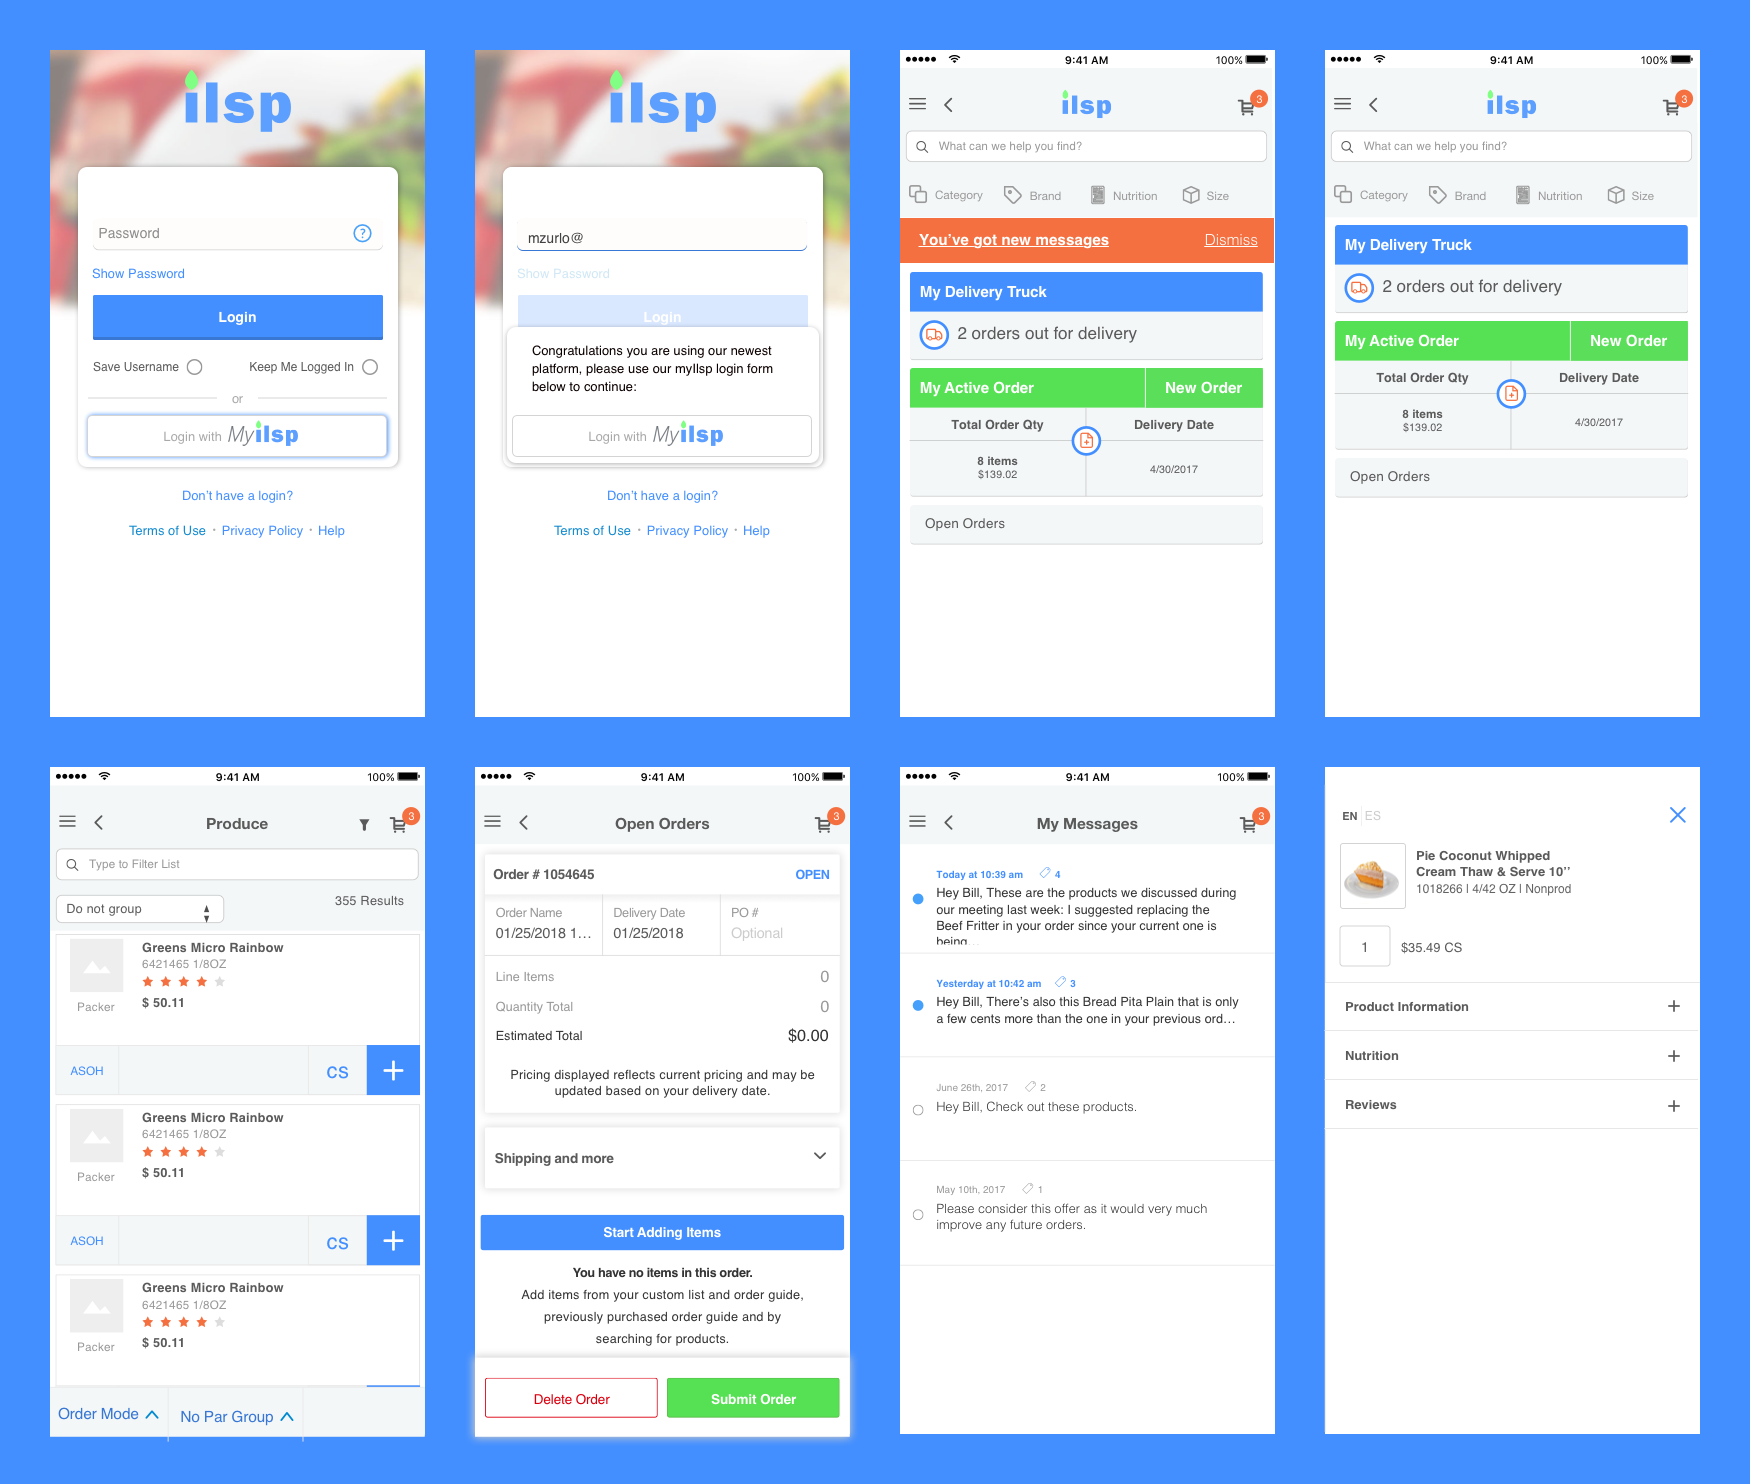 ilsp
Password ?
Show Password
Login
Save Username Keep Me Logged In
or
Login with Myilsp
Don't have a login?
Terms of Use · Privacy Policy · Help
ilsp
mzurlo@
Show Password
Login
Congratulations you are using our newest
platform, please use our myIlsp login form
below to continue:
Login with Myilsp
Don't have a login?
Terms of Use · Privacy Policy · Help
9:41 AM 100%
ilsp 3
What can we help you find?
Category Brand Nutrition Size
You've got new messages Dismiss
My Delivery Truck
2 orders out for delivery
My Active Order New Order
Total Order Qty Delivery Date
8 items
$139.02 4/30/2017
Open Orders
9:41 AM 100%
ilsp 3
What can we help you find?
Category Brand Nutrition Size
My Delivery Truck
2 orders out for delivery
My Active Order New Order
Total Order Qty Delivery Date
8 items
$139.02 4/30/2017
Open Orders
9:41 AM 100%
Produce 3
Type to Filter List
Do not group 355 Results
Greens Micro Rainbow
6421465 1/8OZ
Packer $ 50.11
ASOH CS +
Greens Micro Rainbow
6421465 1/8OZ
Packer $ 50.11
ASOH CS +
Greens Micro Rainbow
6421465 1/8OZ
Packer $ 50.11
Order Mode No Par Group
9:41 AM 100%
Open Orders 3
Order # 1054645 OPEN
Order Name Delivery Date PO #
01/25/2018 1... 01/25/2018 Optional
Line Items 0
Quantity Total 0
Estimated Total $0.00
Pricing displayed reflects current pricing and may be
updated based on your delivery date.
Shipping and more
Start Adding Items
You have no items in this order.
Add items from your custom list and order guide,
previously purchased order guide and by
searching for products.
Delete Order Submit Order
9:41 AM 100%
My Messages 3
Today at 10:39 am 4
Hey Bill, These are the products we discussed during
our meeting last week: I suggested replacing the
Beef Fritter in your order since your current one is
being...
Yesterday at 10:42 am 3
Hey Bill, There's also this Bread Pita Plain that is only
a few cents more than the one in your previous ord...
June 26th, 2017 2
Hey Bill, Check out these products.
May 10th, 2017 1
Please consider this offer as it would very much
improve any future orders.
EN | ES
Pie Coconut Whipped
Cream Thaw & Serve 10''
1018266 | 4/42 OZ | Nonprod
1 $35.49 CS
Product Information +
Nutrition +
Reviews +